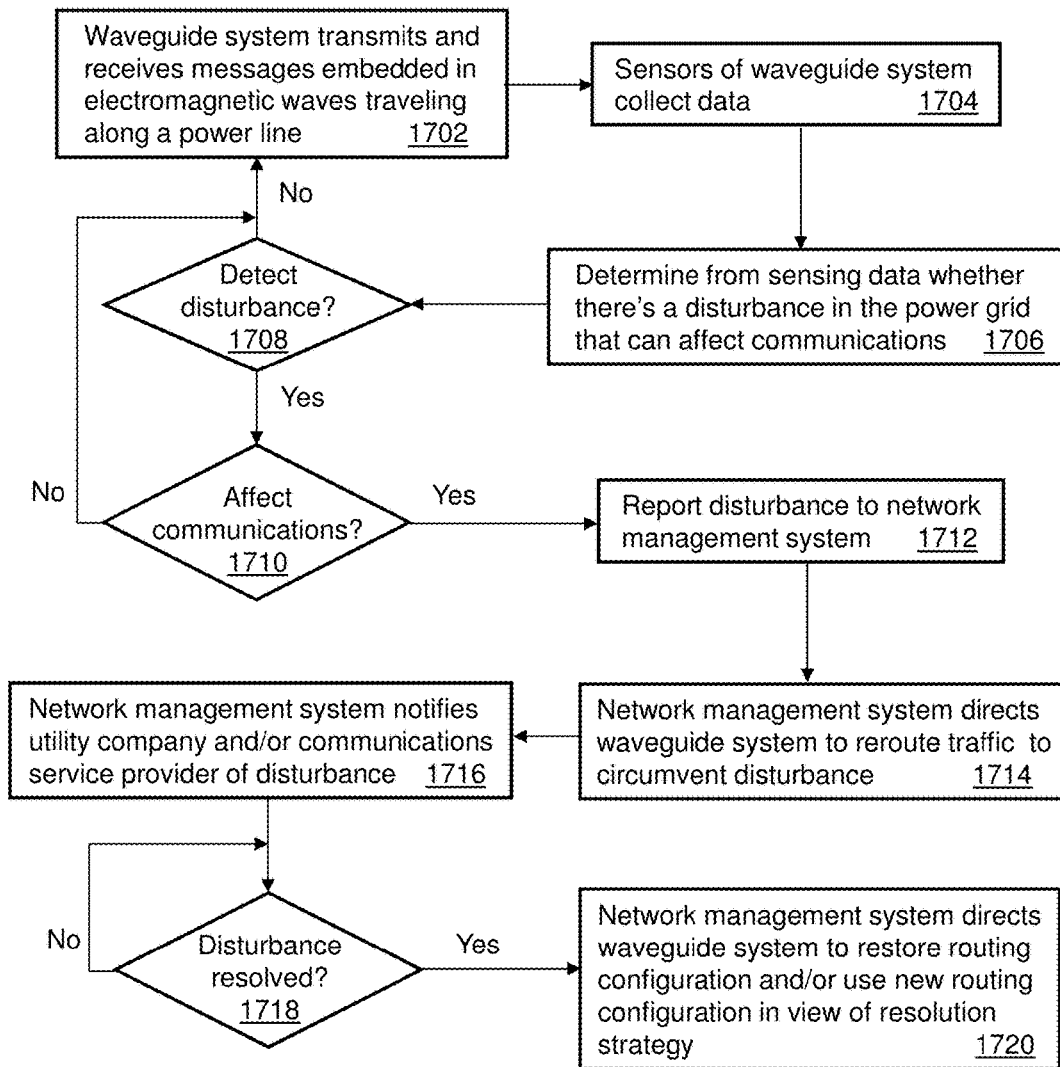 Waveguide system transmits and
receives messages embedded in
electromagnetic waves traveling
along a power line 1702
Sensors of waveguide system
collect data 1704
No
Detect
disturbance?
1708
Determine from sensing data whether
there's a disturbance in the power grid
that can affect communications 1706
Yes
No
Affect
communications?
1710
Yes
Report disturbance to network
management system 1712
Network management system notifies
utility company and/or communications
service provider of disturbance 1716
Network management system directs
waveguide system to reroute traffic to
circumvent disturbance 1714
No
Disturbance
resolved?
1718
Yes
Network management system directs
waveguide system to restore routing
configuration and/or use new routing
configuration in view of resolution
strategy 1720